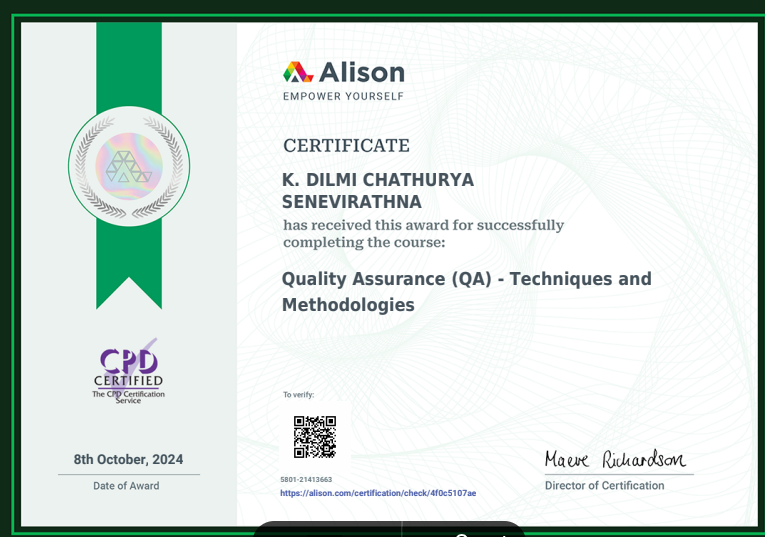 Alison
EMPOWER YOURSELF
CERTIFICATE
K. DILMI CHATHURYA
SENEVIRATHNA
has received this award for successfully
completing the course:
Quality Assurance (QA) - Techniques and
Methodologies
CPD
CERTIFIED
The CPD Certification
Service
8th October, 2024
Date of Award
To verify:
5801-21413663
https://alison.com/certification/check/4f0c5107ae
Maeve Richardson
Director of Certification